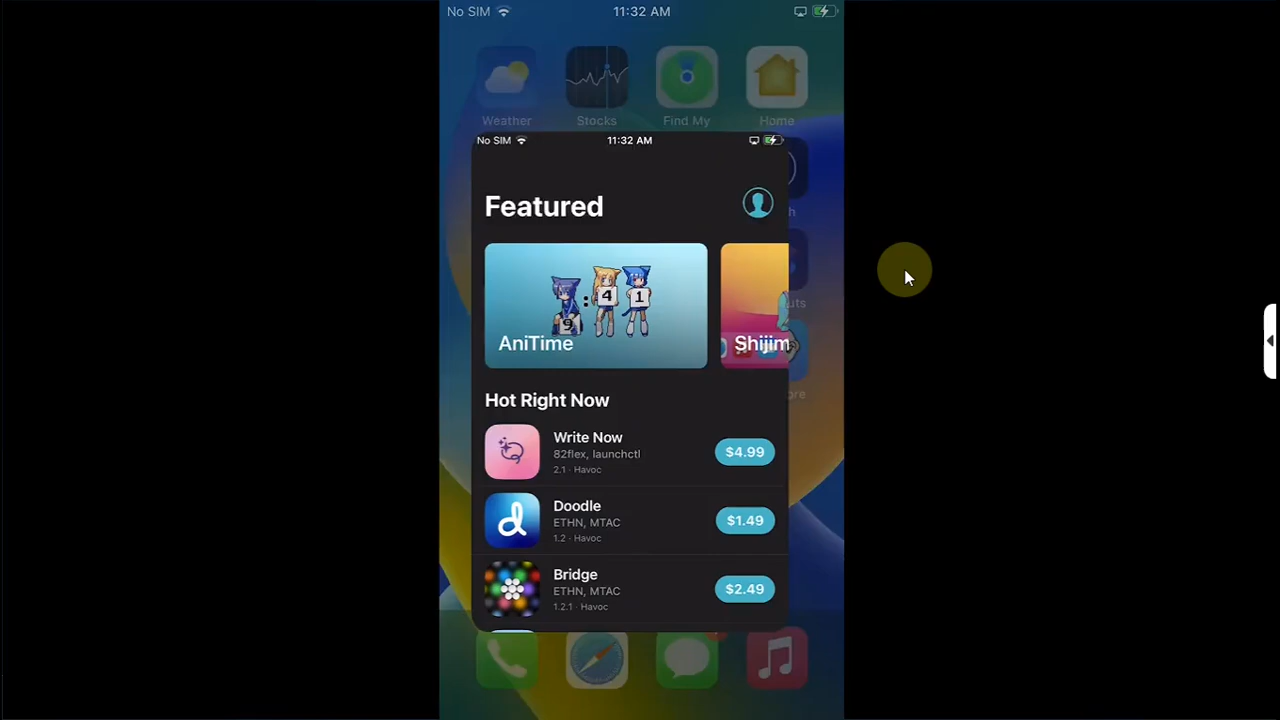 No SIM
11:32 AM
Weather
Stocks
Find My
Home
No SIM
11:32 AM
Featured
9:41
AniTime
Shijim
Hot Right Now
Write Now
82flex, launchctl
2.1 · Havoc
$4.99
Doodle
ETHN, MTAC
1.2 · Havoc
$1.49
Bridge
ETHN, MTAC
1.2.1 · Havoc
$2.49